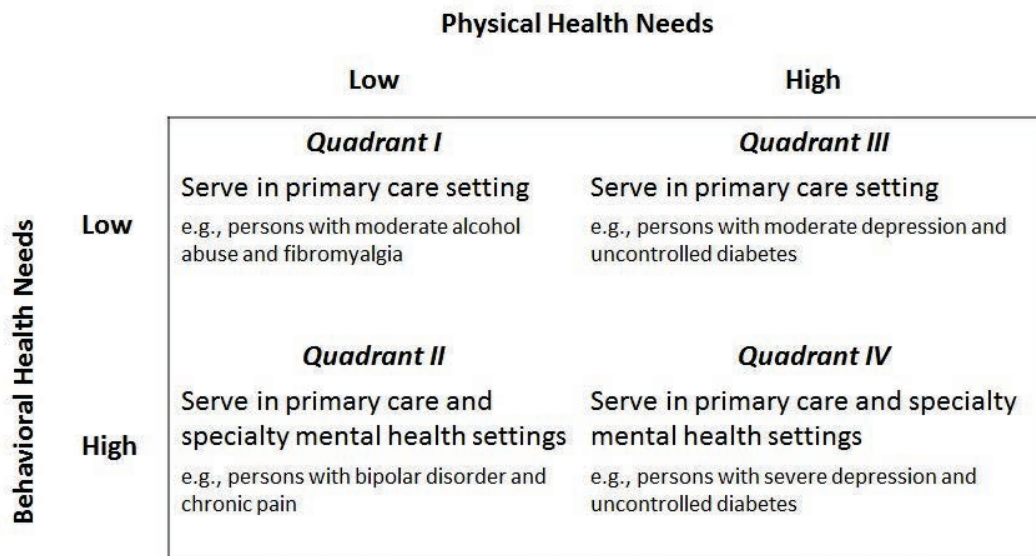 Physical Health Needs
Low
High
Behavioral Health Needs
Low
Quadrant I
Serve in primary care setting
e.g., persons with moderate alcohol
abuse and fibromyalgia
Quadrant III
Serve in primary care setting
e.g., persons with moderate depression and
uncontrolled diabetes
High
Quadrant II
Serve in primary care and
specialty mental health settings
e.g., persons with bipolar disorder and
chronic pain
Quadrant IV
Serve in primary care and specialty
mental health settings
e.g., persons with severe depression and
uncontrolled diabetes